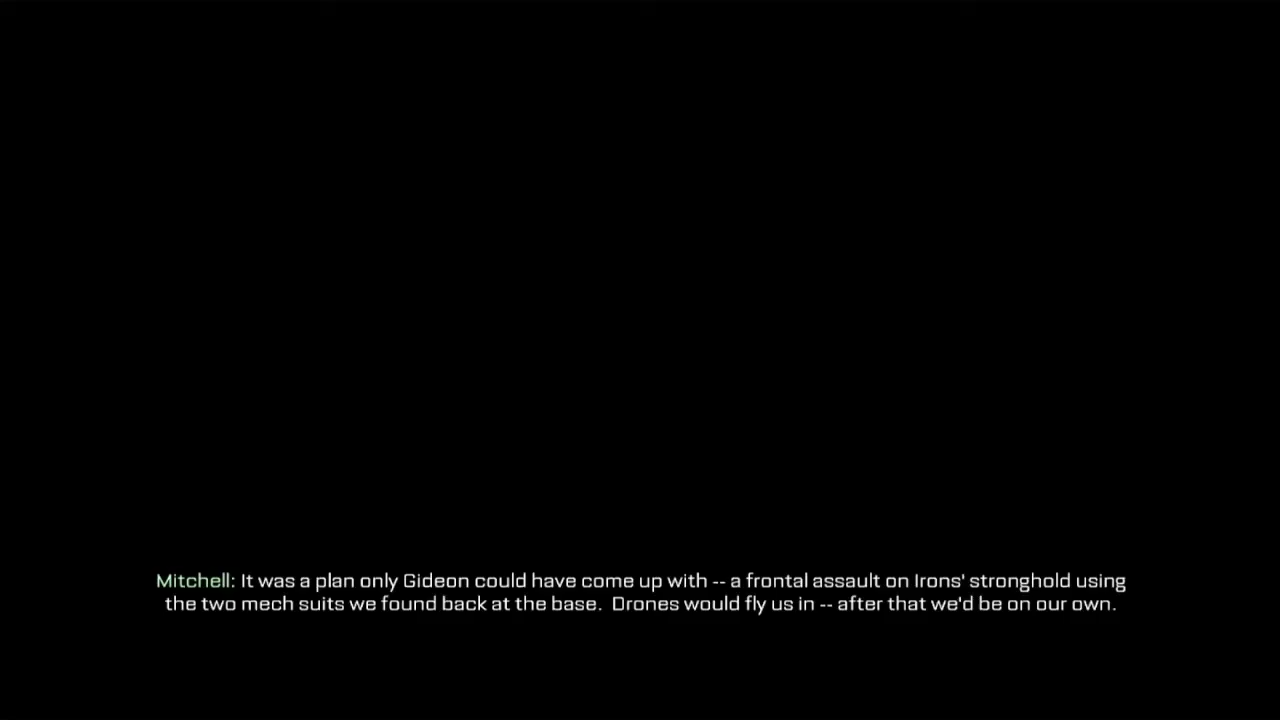 Mitchell: It was a plan only Gideon could have come up with -- a frontal assault on Irons' stronghold using
the two mech suits we found back at the base.  Drones would fly us in -- after that we'd be on our own.